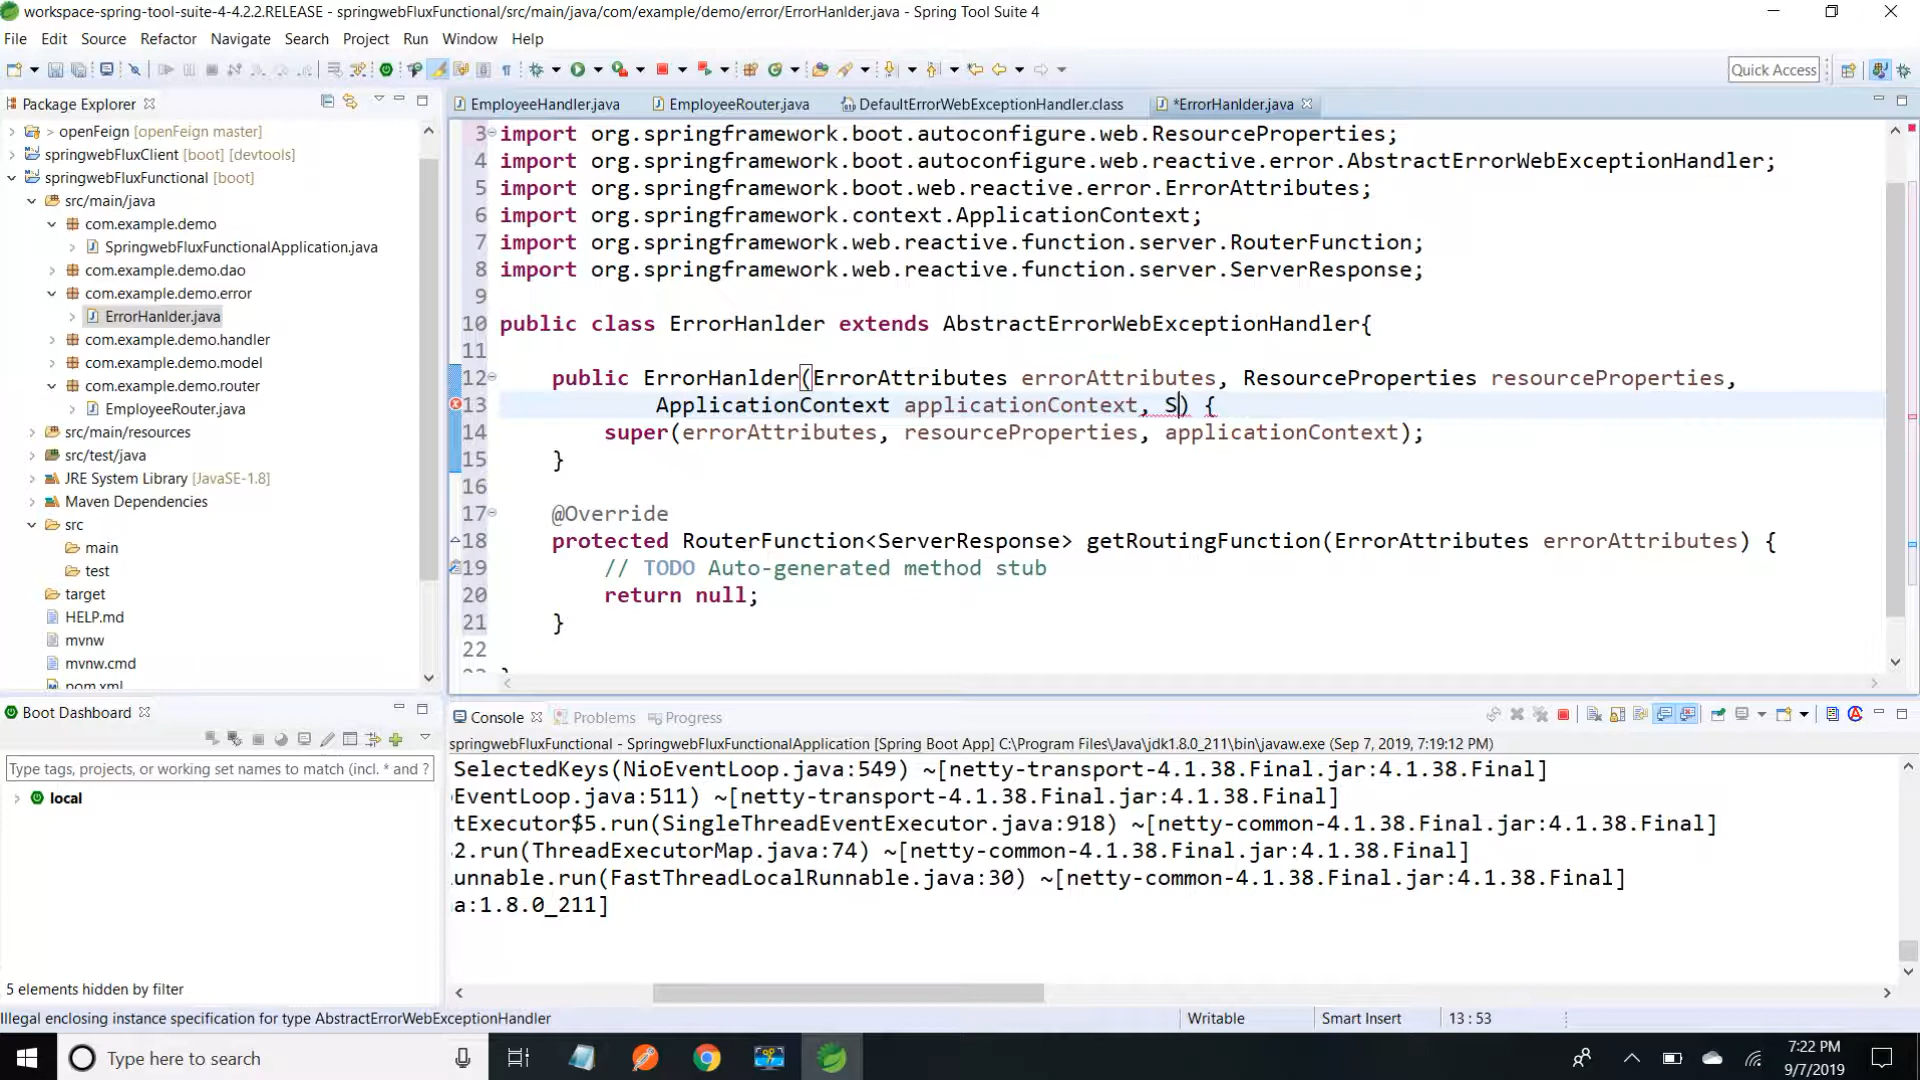 workspace-spring-tool-suite-4-4.2.2.RELEASE - springwebFluxFunctional/src/main/java/com/example/demo/error/ErrorHanlder.java - Spring Tool Suite 4
File Edit Source Refactor Navigate Search Project Run Window Help
Quick Access
Package Explorer
> openFeign [openFeign master]
springwebFluxClient [boot] [devtools]
springwebFluxFunctional [boot]
src/main/java
com.example.demo
SpringwebFluxFunctionalApplication.java
com.example.demo.dao
com.example.demo.error
ErrorHanlder.java
com.example.demo.handler
com.example.demo.model
com.example.demo.router
EmployeeRouter.java
src/main/resources
src/test/java
JRE System Library [JavaSE-1.8]
Maven Dependencies
src
main
test
target
HELP.md
mvnw
mvnw.cmd
pom.xml
EmployeeHandler.java EmployeeRouter.java DefaultErrorWebExceptionHandler.class *ErrorHanlder.java
3 import org.springframework.boot.autoconfigure.web.ResourceProperties;
4 import org.springframework.boot.autoconfigure.web.reactive.error.AbstractErrorWebExceptionHandler;
5 import org.springframework.boot.web.reactive.error.ErrorAttributes;
6 import org.springframework.context.ApplicationContext;
7 import org.springframework.web.reactive.function.server.RouterFunction;
8 import org.springframework.web.reactive.function.server.ServerResponse;
9
10 public class ErrorHanlder extends AbstractErrorWebExceptionHandler{
11
12 public ErrorHanlder(ErrorAttributes errorAttributes, ResourceProperties resourceProperties,
13 ApplicationContext applicationContext, S) {
14 super(errorAttributes, resourceProperties, applicationContext);
15 }
16
17 @Override
18 protected RouterFunction<ServerResponse> getRoutingFunction(ErrorAttributes errorAttributes) {
19 // TODO Auto-generated method stub
20 return null;
21 }
22
Boot Dashboard
Type tags, projects, or working set names to match (incl. * and ?
local
5 elements hidden by filter
Console Problems Progress
springwebFluxFunctional - SpringwebFluxFunctionalApplication [Spring Boot App] C:\Program Files\Java\jdk1.8.0_211\bin\javaw.exe (Sep 7, 2019, 7:19:12 PM)
SelectedKeys(NioEventLoop.java:549) ~[netty-transport-4.1.38.Final.jar:4.1.38.Final]
EventLoop.java:511) ~[netty-transport-4.1.38.Final.jar:4.1.38.Final]
tExecutor$5.run(SingleThreadEventExecutor.java:918) ~[netty-common-4.1.38.Final.jar:4.1.38.Final]
2.run(ThreadExecutorMap.java:74) ~[netty-common-4.1.38.Final.jar:4.1.38.Final]
unnable.run(FastThreadLocalRunnable.java:30) ~[netty-common-4.1.38.Final.jar:4.1.38.Final]
a:1.8.0_211]
Illegal enclosing instance specification for type AbstractErrorWebExceptionHandler
Writable Smart Insert 13 : 53
Type here to search
7:22 PM
9/7/2019